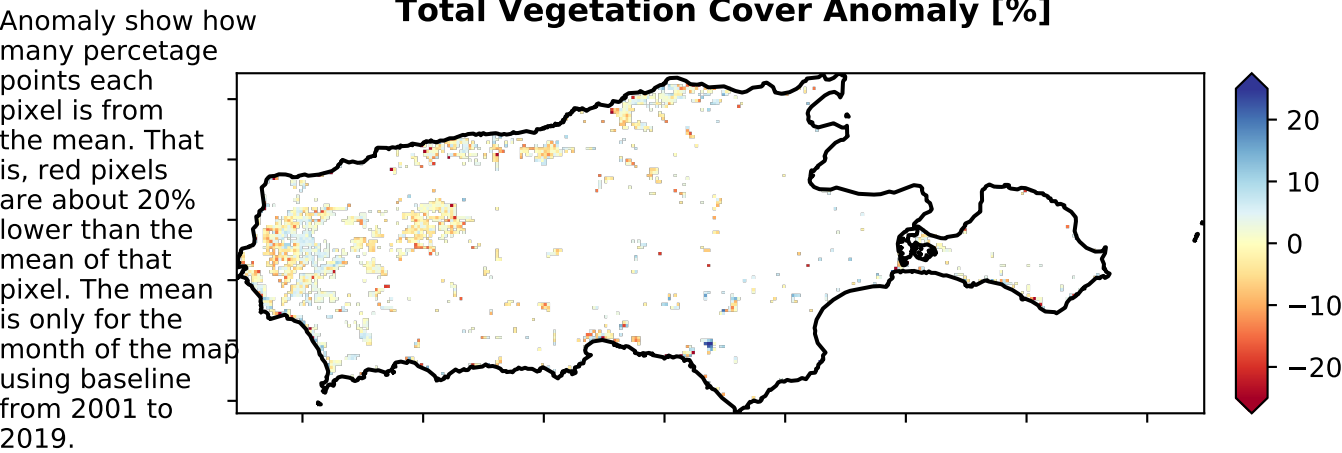 Total Vegetation Cover Anomaly [%]
Anomaly show how
many percetage
points each
pixel is from
the mean. That
is, red pixels
are about 20%
lower than the
mean of that
pixel. The mean
is only for the
month of the map
using baseline
from 2001 to
2019.
20
10
0
−10
−20